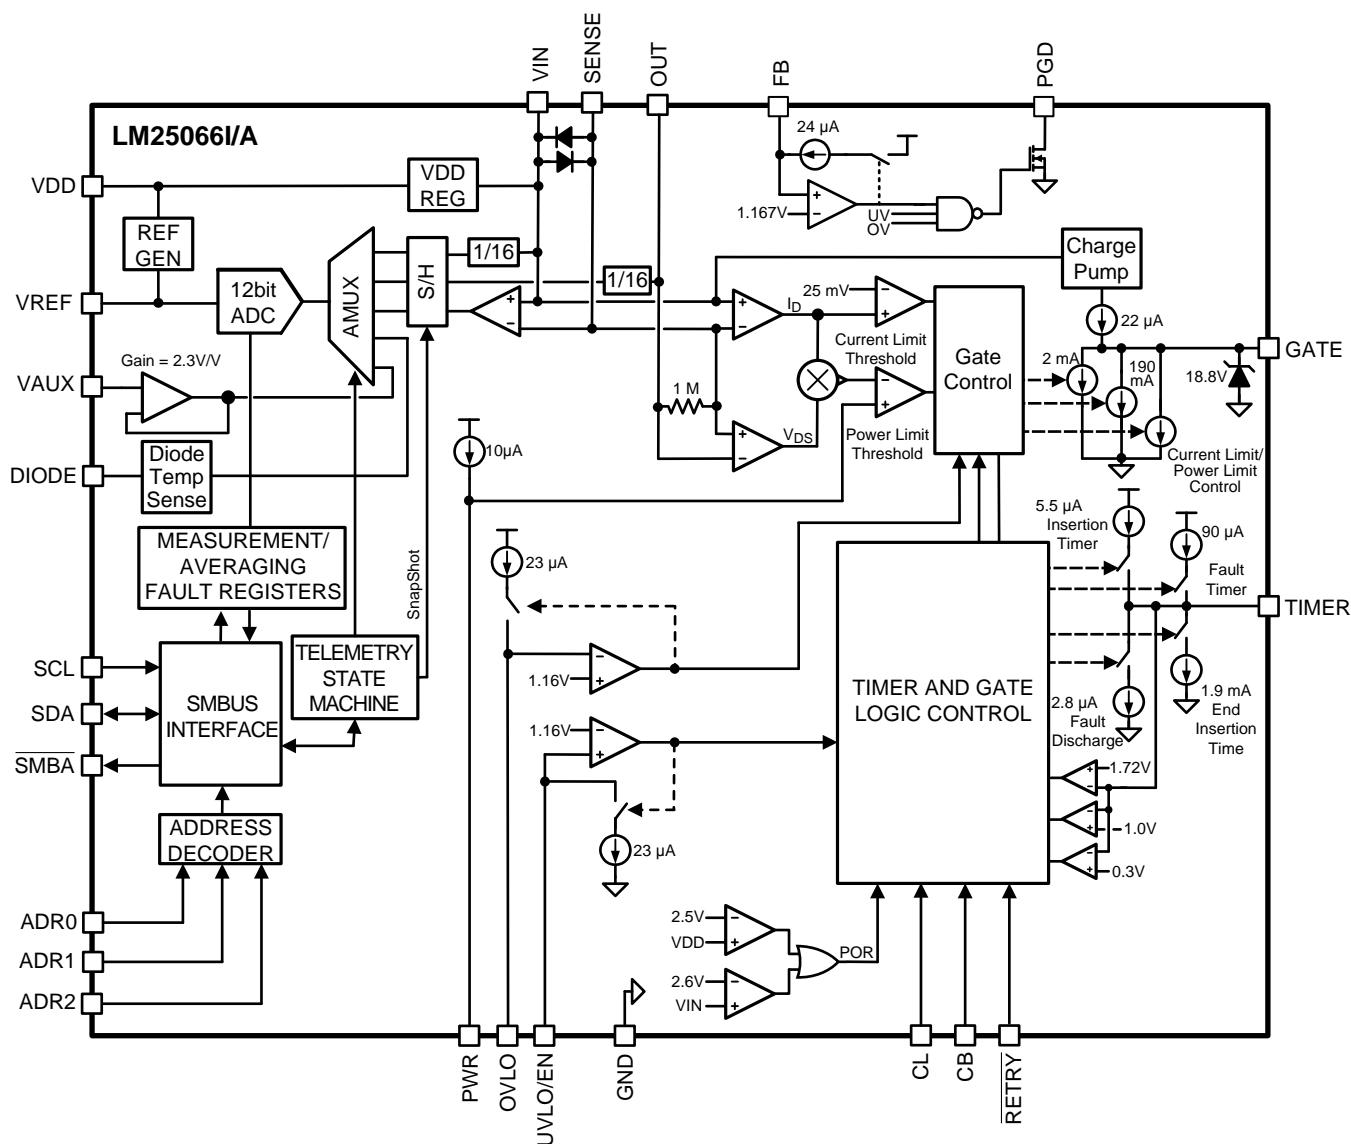 VIN
SENSE
OUT
FB
PGD
LM25066I/A
24 µA
VDD
VDD
REG
1.167V
UV
OV
REF
GEN
1/16
1/16
S/H
AMUX
Charge
Pump
VREF
12bit
ADC
25 mV
I_D
22 µA
Gain = 2.3V/V
Current Limit
Threshold
Gate
Control
2 mA
190
mA
18.8V
GATE
VAUX
1 M
10µA
V_DS
Power Limit
Threshold
DIODE
Diode
Temp
Sense
Current Limit/
Power Limit
Control
5.5 µA
Insertion
Timer
90 µA
MEASUREMENT/
AVERAGING
FAULT REGISTERS
SnapShot
23 µA
Fault
Timer
TIMER
SCL
SDA
SMBA
SMBUS
INTERFACE
TELEMETRY
STATE
MACHINE
1.16V
1.16V
TIMER AND GATE
LOGIC CONTROL
2.8 µA
Fault
Discharge
1.9 mA
End
Insertion
Time
1.72V
1.0V
0.3V
23 µA
ADDRESS
DECODER
ADR0
ADR1
ADR2
2.5V
VDD
2.6V
VIN
POR
PWR
OVLO
UVLO/EN
GND
CL
CB
RETRY